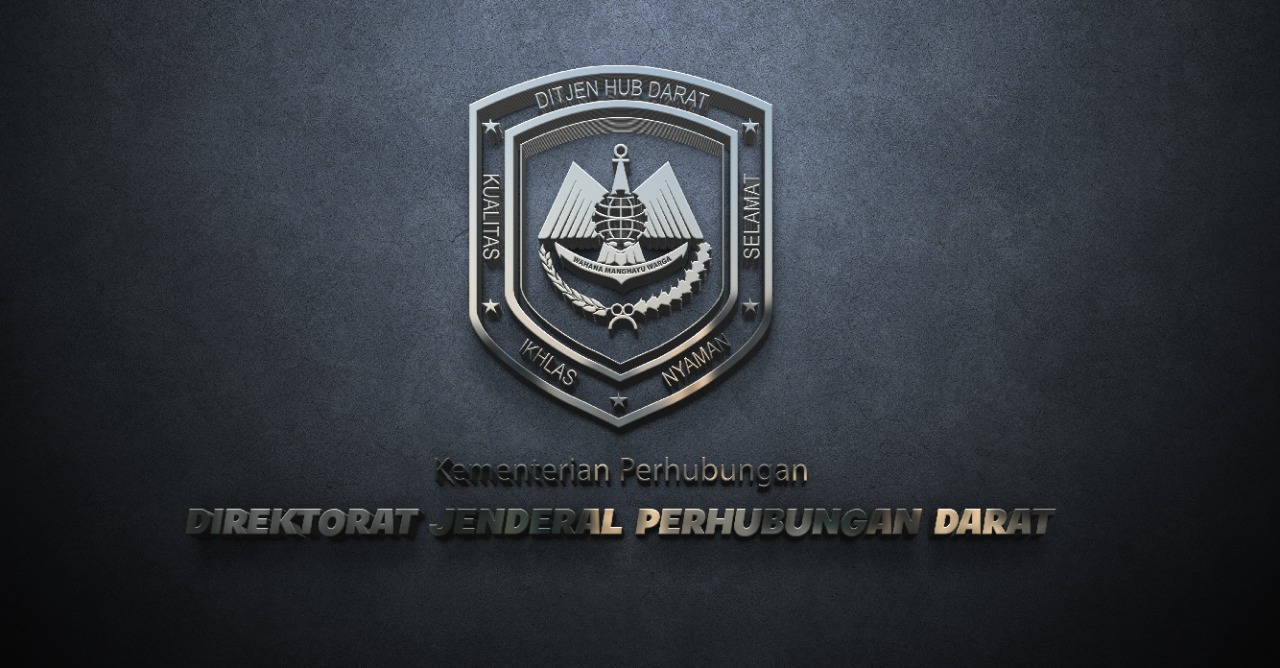 DITJEN HUB DARAT
KUALITAS
SELAMAT
WAHANA MANGHAYU WARGA
IKHLAS
NYAMAN
Kementerian Perhubungan
DIREKTORAT JENDERAL PERHUBUNGAN DARAT